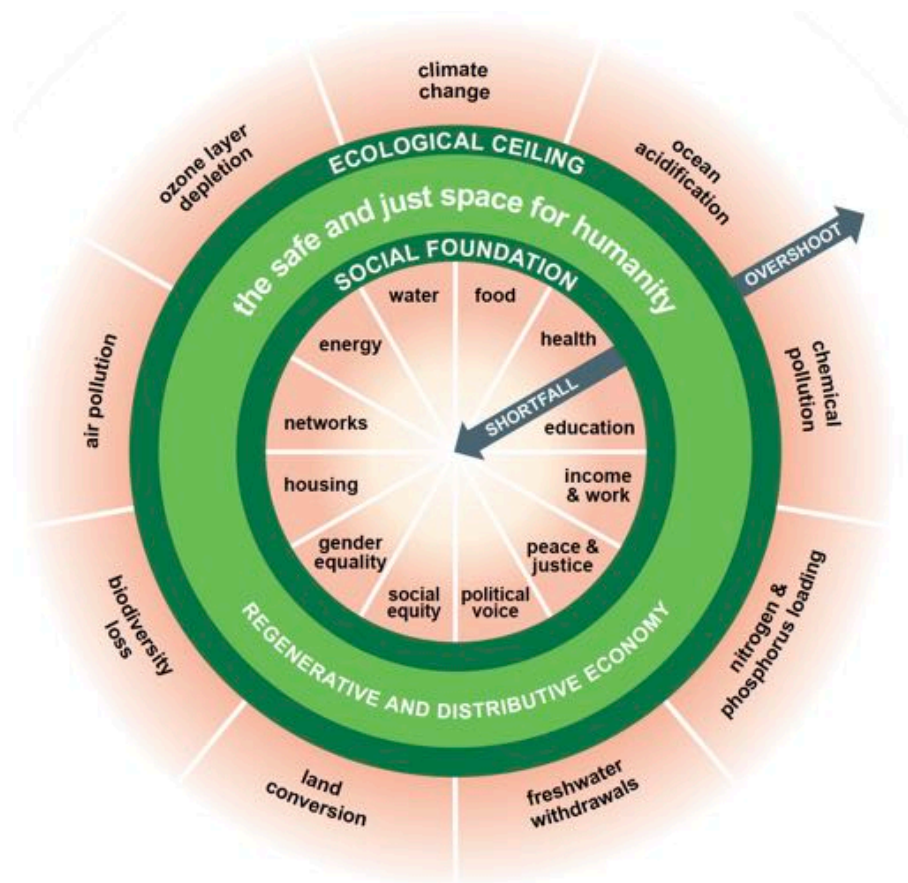 climate
change
ocean
acidification
chemical
pollution
nitrogen &
phosphorus loading
freshwater
withdrawals
land
conversion
biodiversity
loss
air pollution
ozone layer
depletion
OVERSHOOT
ECOLOGICAL CEILING
the safe and just space for humanity
SOCIAL FOUNDATION
water
food
health
SHORTFALL
education
income
& work
peace &
justice
political
voice
social
equity
gender
equality
housing
networks
energy
REGENERATIVE AND DISTRIBUTIVE ECONOMY